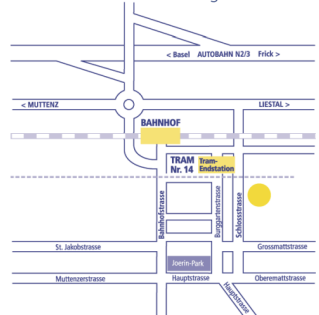 < Basel AUTOBAHN N2/3 Frick >
< MUTTENZ
LIESTAL >
BAHNHOF
TRAM
Nr. 14
Tram-
Endstation
Bahnhofstrasse
Burggartenstrasse
Schlossstrasse
St. Jakobstrasse
Grossmattstrasse
Joerin-Park
Muttenzerstrasse
Hauptstrasse
Oberemattstrasse
Hauptstrasse